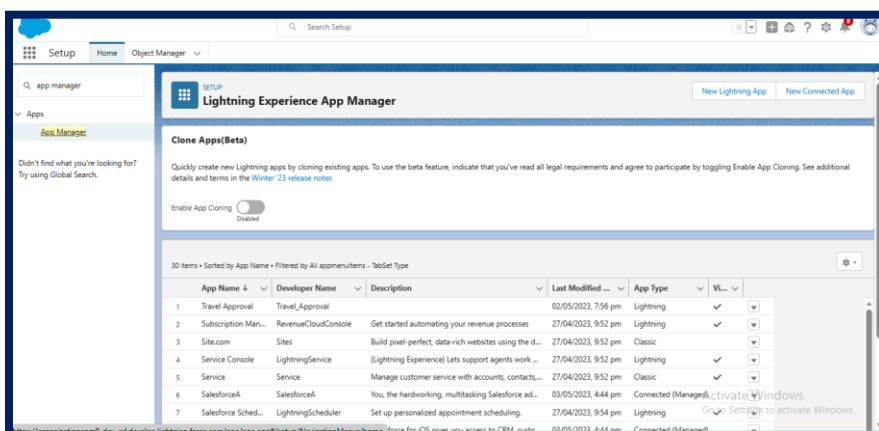 Search Setup
Setup Home Object Manager
app manager
Apps
App Manager
Didn't find what you're looking for?
Try using Global Search.
SETUP
Lightning Experience App Manager
New Lightning App New Connected App
Clone Apps(Beta)
Quickly create new Lightning apps by cloning existing apps. To use the beta feature, indicate that you've read all legal requirements and agree to participate by toggling Enable App Cloning. See additional
details and terms in the Winter '23 release notes
Enable App Cloning
Disabled
30 items • Sorted by App Name • Filtered by All appmenuitems - TabSet Type
App Name Developer Name Description Last Modified ... App Type Vi...
1 Travel Approval Travel_Approval 02/05/2023, 7:56 pm Lightning
2 Subscription Man... RevenueCloudConsole Get started automating your revenue processes 27/04/2023, 9:52 pm Lightning
3 Site.com Sites Build pixel-perfect, data-rich websites using the d... 27/04/2023, 9:52 pm Classic
4 Service Console LightningService (Lightning Experience) Lets support agents work ... 27/04/2023, 9:52 pm Lightning
5 Service Service Manage customer service with accounts, contacts,... 27/04/2023, 9:52 pm Classic
6 SalesforceA SalesforceA You, the hardworking, multitasking Salesforce ad... 03/05/2023, 4:44 pm Connected (Managed)
7 Salesforce Sched... LightningScheduler Set up personalized appointment scheduling. 27/04/2023, 9:54 pm Lightning
Activate Windows
Go to Settings to activate Windows.